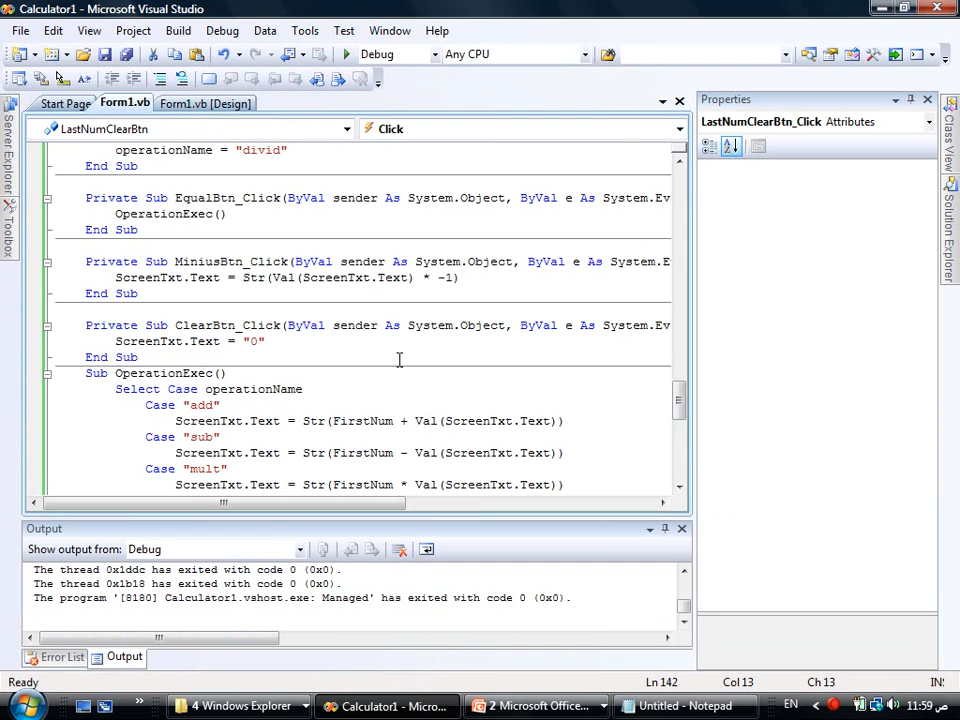 Calculator1 - Microsoft Visual Studio
File Edit View Project Build Debug Data Tools Test Window Help
Debug Any CPU
Start Page Form1.vb Form1.vb [Design]
LastNumClearBtn Click
operationName = "divid"
End Sub
Private Sub EqualBtn_Click(ByVal sender As System.Object, ByVal e As System.Ev
OperationExec()
End Sub
Private Sub MiniusBtn_Click(ByVal sender As System.Object, ByVal e As System.E
ScreenTxt.Text = Str(Val(ScreenTxt.Text) * -1)
End Sub
Private Sub ClearBtn_Click(ByVal sender As System.Object, ByVal e As System.Ev
ScreenTxt.Text = "0"
End Sub
Sub OperationExec()
Select Case operationName
Case "add"
ScreenTxt.Text = Str(FirstNum + Val(ScreenTxt.Text))
Case "sub"
ScreenTxt.Text = Str(FirstNum - Val(ScreenTxt.Text))
Case "mult"
ScreenTxt.Text = Str(FirstNum * Val(ScreenTxt.Text))
Properties
LastNumClearBtn_Click Attributes
Server Explorer
Toolbox
Class View
Solution Explorer
Output
Show output from: Debug
The thread 0x1ddc has exited with code 0 (0x0).
The thread 0x1b18 has exited with code 0 (0x0).
The program '[8180] Calculator1.vshost.exe: Managed' has exited with code 0 (0x0).
Error List Output
Ready Ln 142 Col 13 Ch 13 INS
4 Windows Explorer Calculator1 - Micro... 2 Microsoft Office... Untitled - Notepad EN 11:59 ص